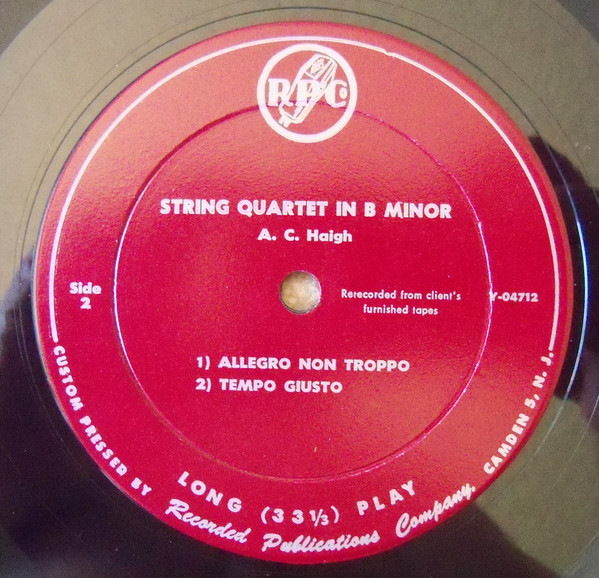 RPC
STRING QUARTET IN B MINOR
A. C. Haigh
Side
2
Rerecorded from client's
furnished tapes
Y-04712
1) ALLEGRO NON TROPPO
2) TEMPO GIUSTO
LONG (33⅓) PLAY
CUSTOM PRESSED BY Recorded Publications Company, CAMDEN 5, N. J.